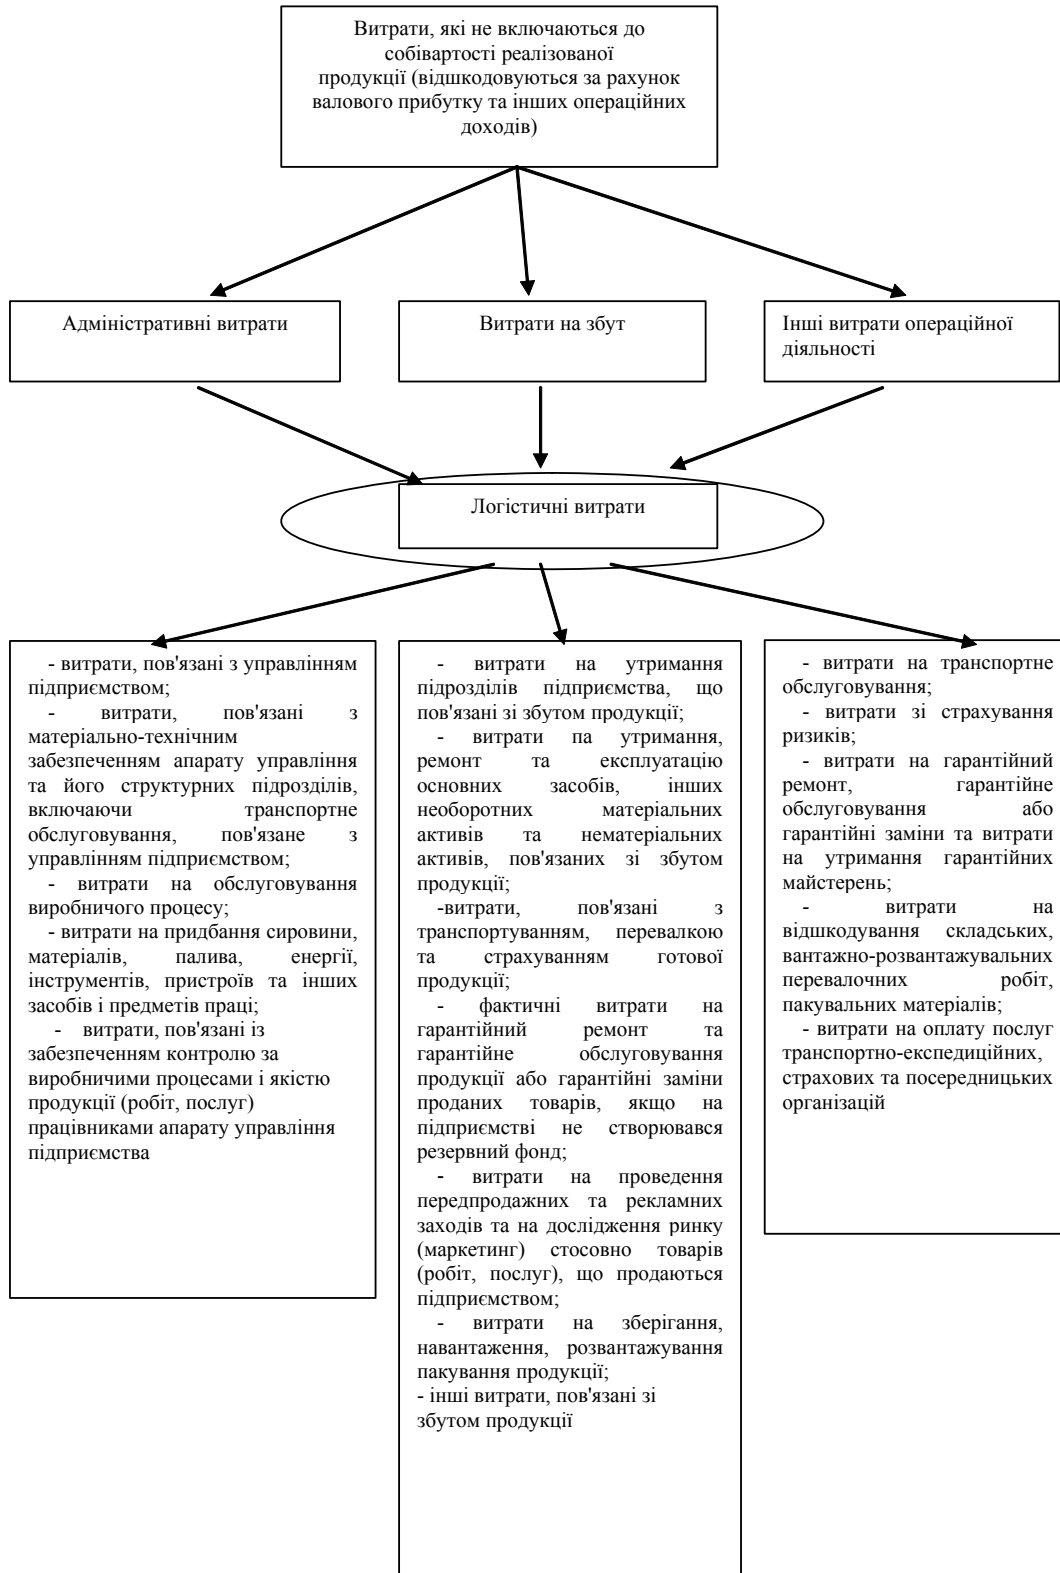 Витрати, які не включаються до
собівартості реалізованої
продукції (відшкодовуються за рахунок
валового прибутку та інших операційних
доходів)
Адміністративні витрати
Витрати на збут
Інші витрати операційної
діяльності
Логістичні витрати
- витрати, пов'язані з управлінням
підприємством;
- витрати, пов'язані з
матеріально-технічним
забезпеченням апарату управління
та його структурних підрозділів,
включаючи транспортне
обслуговування, пов'язане з
управлінням підприємством;
- витрати на обслуговування
виробничого процесу;
- витрати на придбання сировини,
матеріалів, палива, енергії,
інструментів, пристроїв та інших
засобів і предметів праці;
- витрати, пов'язані із
забезпеченням контролю за
виробничими процесами і якістю
продукції (робіт, послуг)
працівниками апарату управління
підприємства
- витрати на утримання
підрозділів підприємства, що
пов'язані зі збутом продукції;
- витрати па утримання,
ремонт та експлуатацію
основних засобів, інших
необоротних матеріальних
активів та нематеріальних
активів, пов'язаних зі збутом
продукції;
-витрати, пов'язані з
транспортуванням, перевалкою
та страхуванням готової
продукції;
- фактичні витрати на
гарантійний ремонт та
гарантійне обслуговування
продукції або гарантійні заміни
проданих товарів, якщо на
підприємстві не створювався
резервний фонд;
- витрати на проведення
передпродажних та рекламних
заходів та на дослідження ринку
(маркетинг) стосовно товарів
(робіт, послуг), що продаються
підприємством;
- витрати на зберігання,
навантаження, розвантажування
пакування продукції;
- інші витрати, пов'язані зі
збутом продукції
- витрати на транспортне
обслуговування;
- витрати зі страхування
ризиків;
- витрати на гарантійний
ремонт, гарантійне
обслуговування або
гарантійні заміни та витрати
на утримання гарантійних
майстерень;
- витрати на
відшкодування складських,
вантажно-розвантажувальних
перевалочних робіт,
пакувальних матеріалів;
- витрати на оплату послуг
транспортно-експедиційних,
страхових та посередницьких
організацій